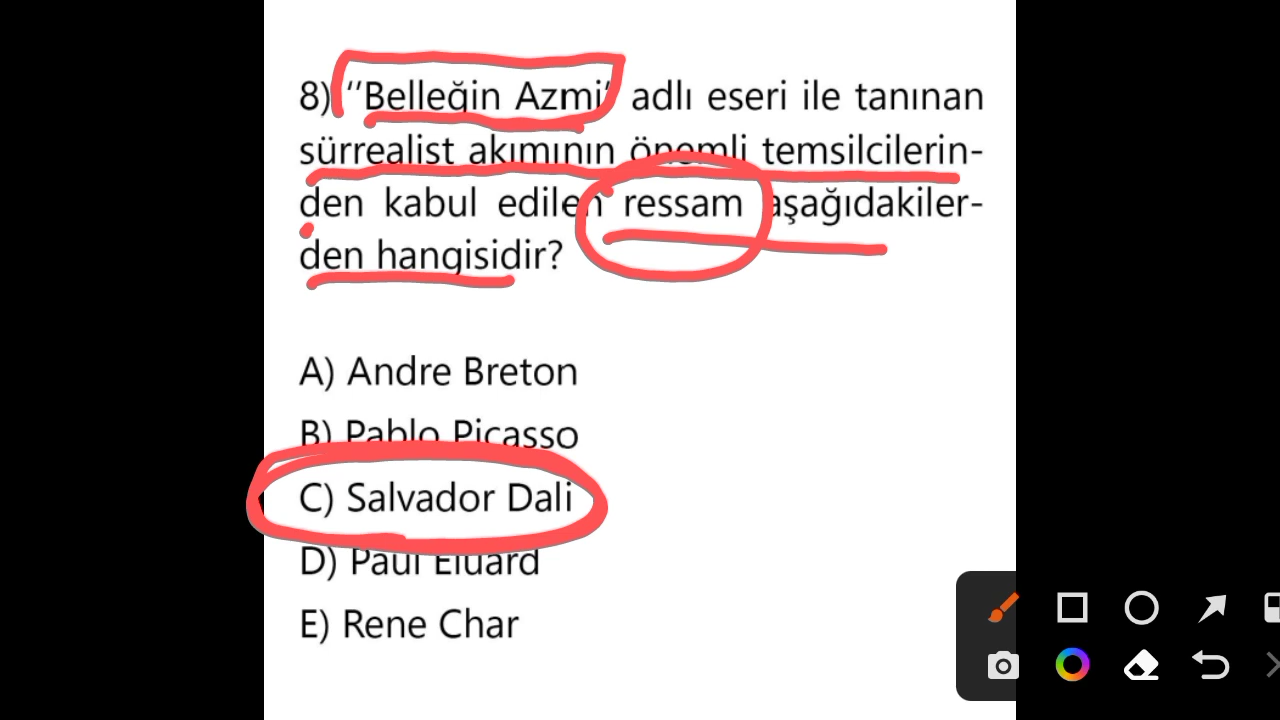 8) ‘‘Belleğin Azmi’’ adlı eseri ile tanınan
sürrealist akımının önemli temsilcilerin-
den kabul edilen ressam aşağıdakiler-
den hangisidir?
A) Andre Breton
B) Pablo Picasso
C) Salvador Dali
D) Paul Eluard
E) Rene Char